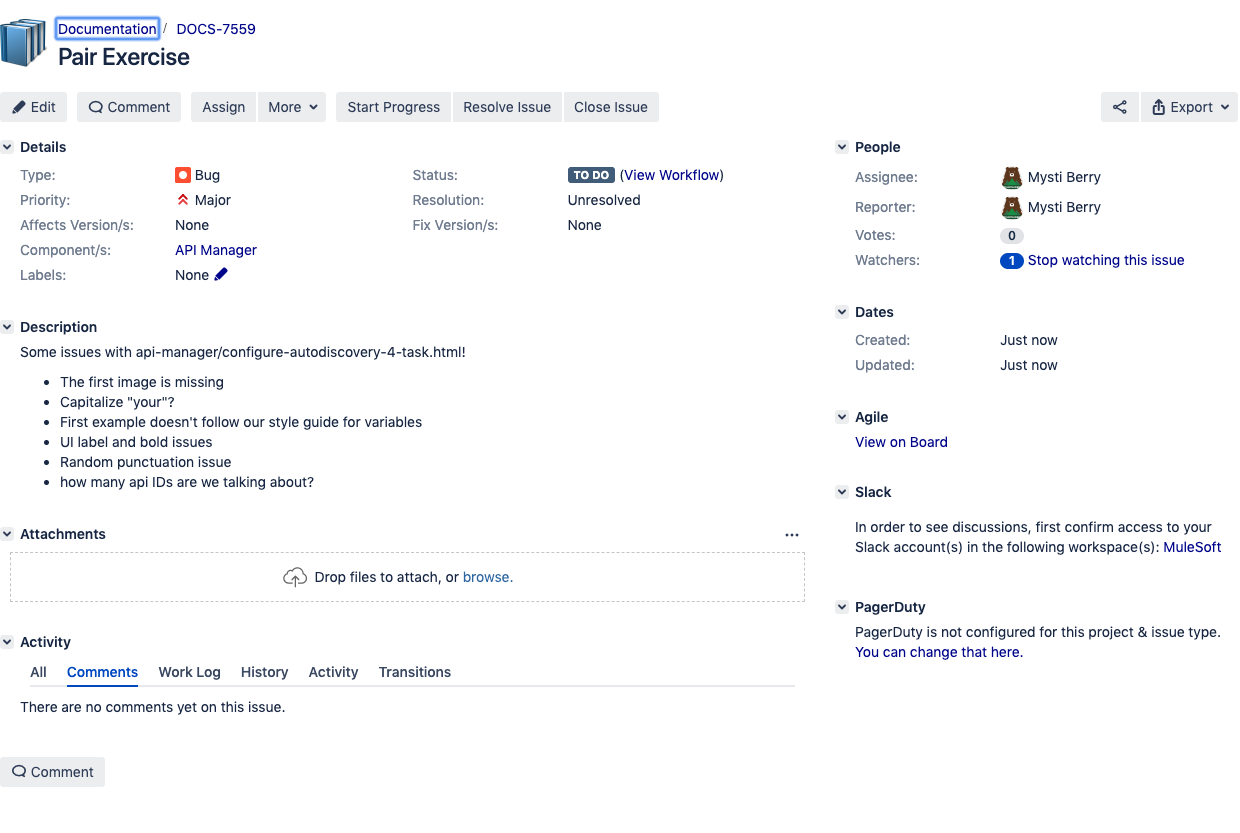 Documentation / DOCS-7559
Pair Exercise
Edit Comment Assign More Start Progress Resolve Issue Close Issue Export
Details
Type: Bug Status: TO DO (View Workflow)
Priority: Major Resolution: Unresolved
Affects Version/s: None Fix Version/s: None
Component/s: API Manager
Labels: None
Description
Some issues with api-manager/configure-autodiscovery-4-task.html!
• The first image is missing
• Capitalize "your"?
• First example doesn't follow our style guide for variables
• UI label and bold issues
• Random punctuation issue
• how many api IDs are we talking about?
Attachments
Drop files to attach, or browse.
Activity
All Comments Work Log History Activity Transitions
There are no comments yet on this issue.
Comment
People
Assignee: Mysti Berry
Reporter: Mysti Berry
Votes: 0
Watchers: 1 Stop watching this issue
Dates
Created: Just now
Updated: Just now
Agile
View on Board
Slack
In order to see discussions, first confirm access to your
Slack account(s) in the following workspace(s): MuleSoft
PagerDuty
PagerDuty is not configured for this project & issue type.
You can change that here.